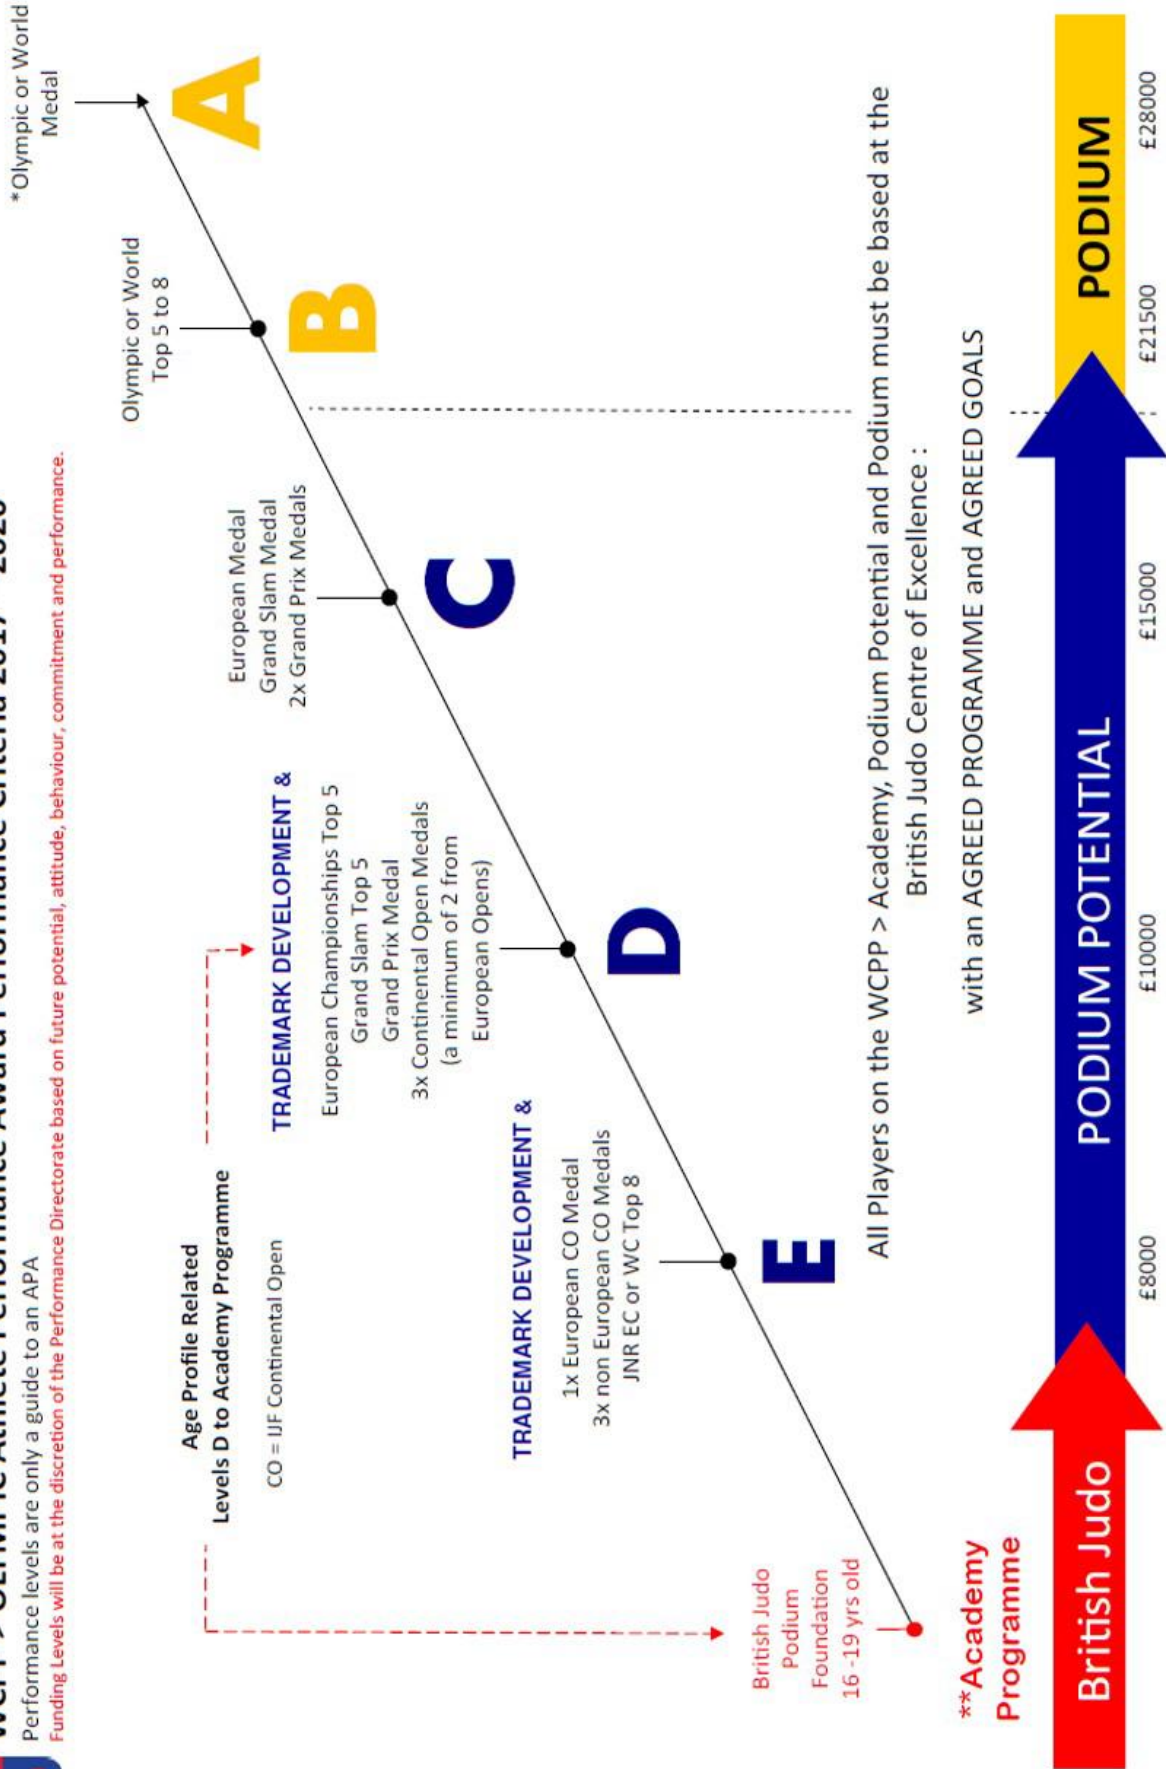 Performance levels are only a guide to an APA
Funding Levels will be at the discretion of the Performance Directorate based on future potential, attitude, behaviour, commitment and performance.
*Olympic or World
Medal
A
Olympic or World
Top 5 to 8
B
European Medal
Grand Slam Medal
2x Grand Prix Medals
C
Age Profile Related
Levels D to Academy Programme
CO = IJF Continental Open
TRADEMARK DEVELOPMENT &
European Championships Top 5
Grand Slam Top 5
Grand Prix Medal
3x Continental Open Medals
(a minimum of 2 from
European Opens)
D
TRADEMARK DEVELOPMENT &
1x European CO Medal
3x non European CO Medals
JNR EC or WC Top 8
E
British Judo
Podium
Foundation
16 -19 yrs old
**Academy
Programme
All Players on the WCPP > Academy, Podium Potential and Podium must be based at the
British Judo Centre of Excellence :
with an AGREED PROGRAMME and AGREED GOALS
British Judo
PODIUM POTENTIAL
PODIUM
£8000
£10000
£15000
£21500
£28000